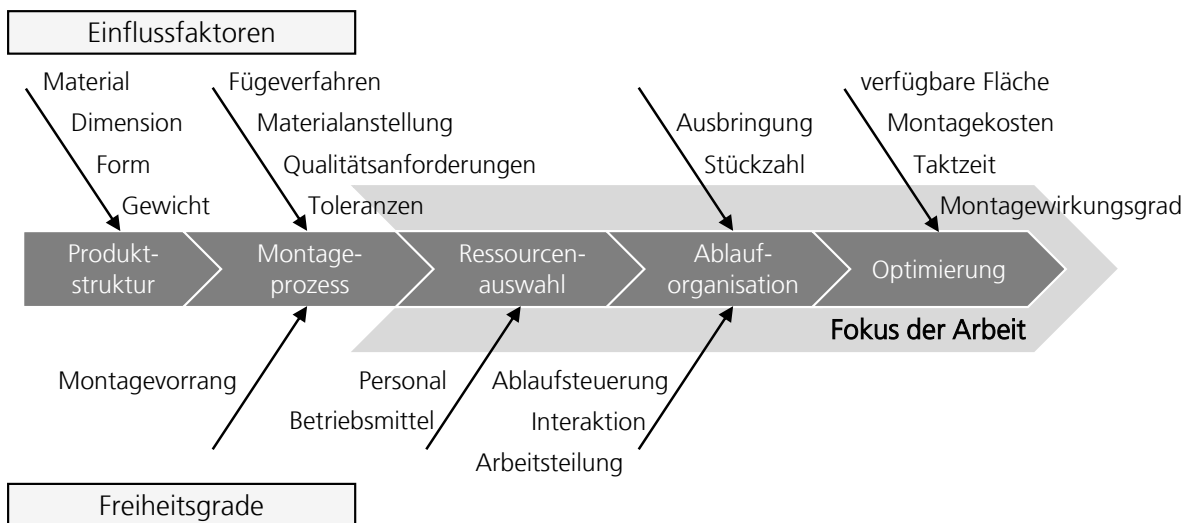 Einflussfaktoren
Material
Dimension
Form
Gewicht
Fügeverfahren
Materialanstellung
Qualitätsanforderungen
Toleranzen
Ausbringung
Stückzahl
verfügbare Fläche
Montagekosten
Taktzeit
Montagewirkungsgrad
Produkt-
struktur
Montage-
prozess
Ressourcen-
auswahl
Ablauf-
organisation
Optimierung
Fokus der Arbeit
Montagevorrang
Personal
Betriebsmittel
Ablaufsteuerung
Interaktion
Arbeitsteilung
Freiheitsgrade